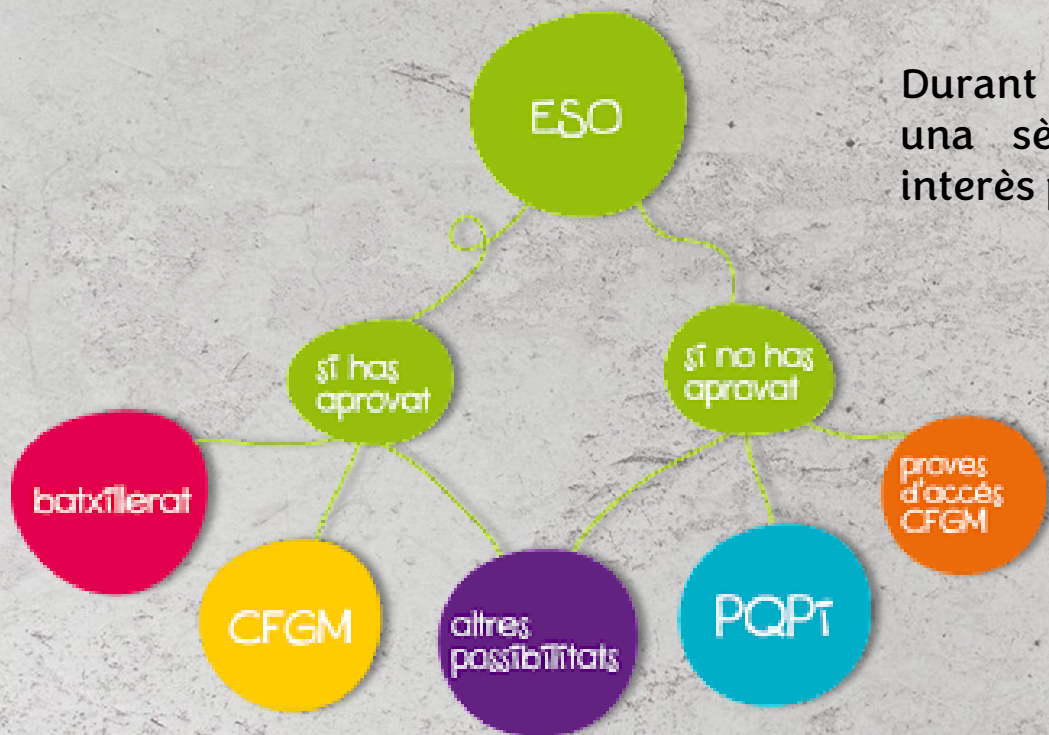 ESO
Durant
una sè
interès p
si has
aprovat
si no has
aprovat
batxillerat
CFGM
altres
possibilitats
PQPi
proves
d'accés
CFGM